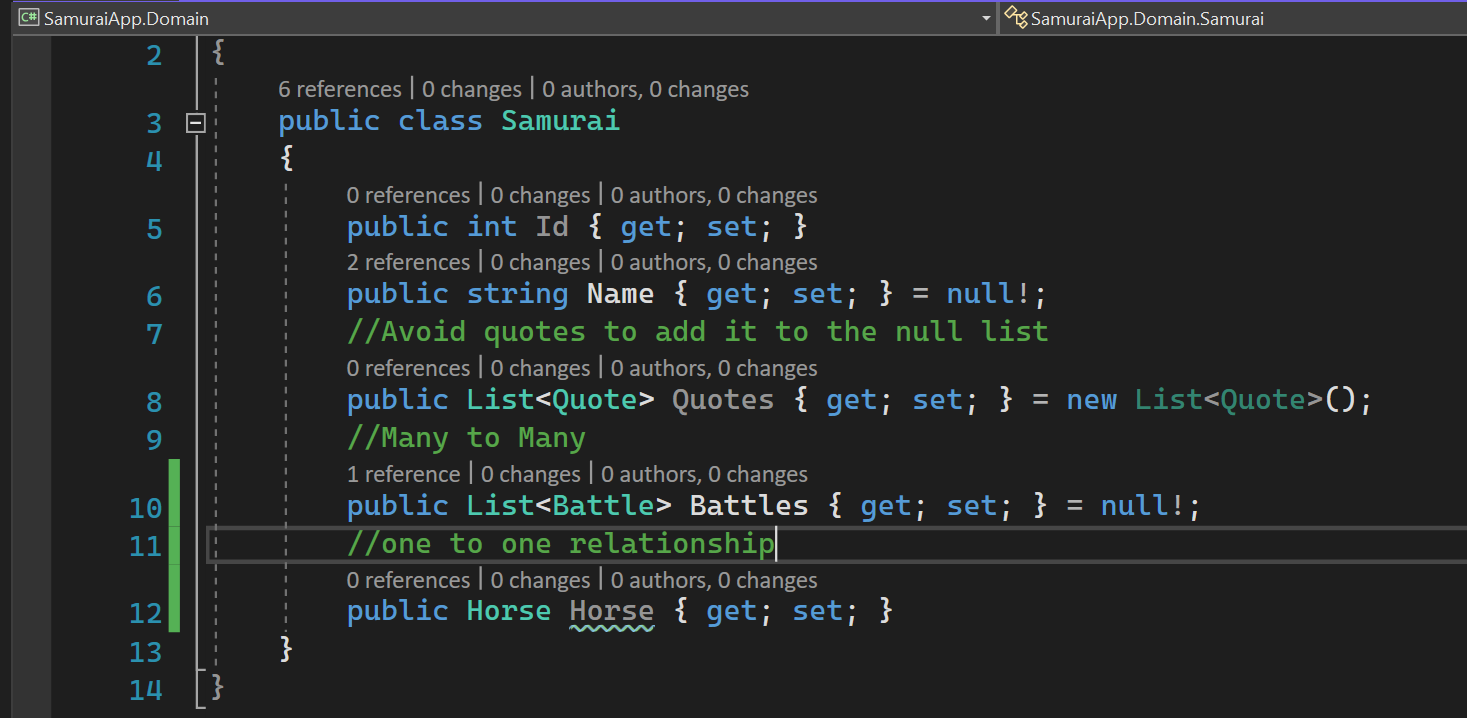 C# SamuraiApp.Domain SamuraiApp.Domain.Samurai
2 {
6 references | 0 changes | 0 authors, 0 changes
3 public class Samurai
4 {
0 references | 0 changes | 0 authors, 0 changes
5 public int Id { get; set; }
2 references | 0 changes | 0 authors, 0 changes
6 public string Name { get; set; } = null!;
7 //Avoid quotes to add it to the null list
0 references | 0 changes | 0 authors, 0 changes
8 public List<Quote> Quotes { get; set; } = new List<Quote>();
9 //Many to Many
1 reference | 0 changes | 0 authors, 0 changes
10 public List<Battle> Battles { get; set; } = null!;
11 //one to one relationship
0 references | 0 changes | 0 authors, 0 changes
12 public Horse Horse { get; set; }
13 }
14 }